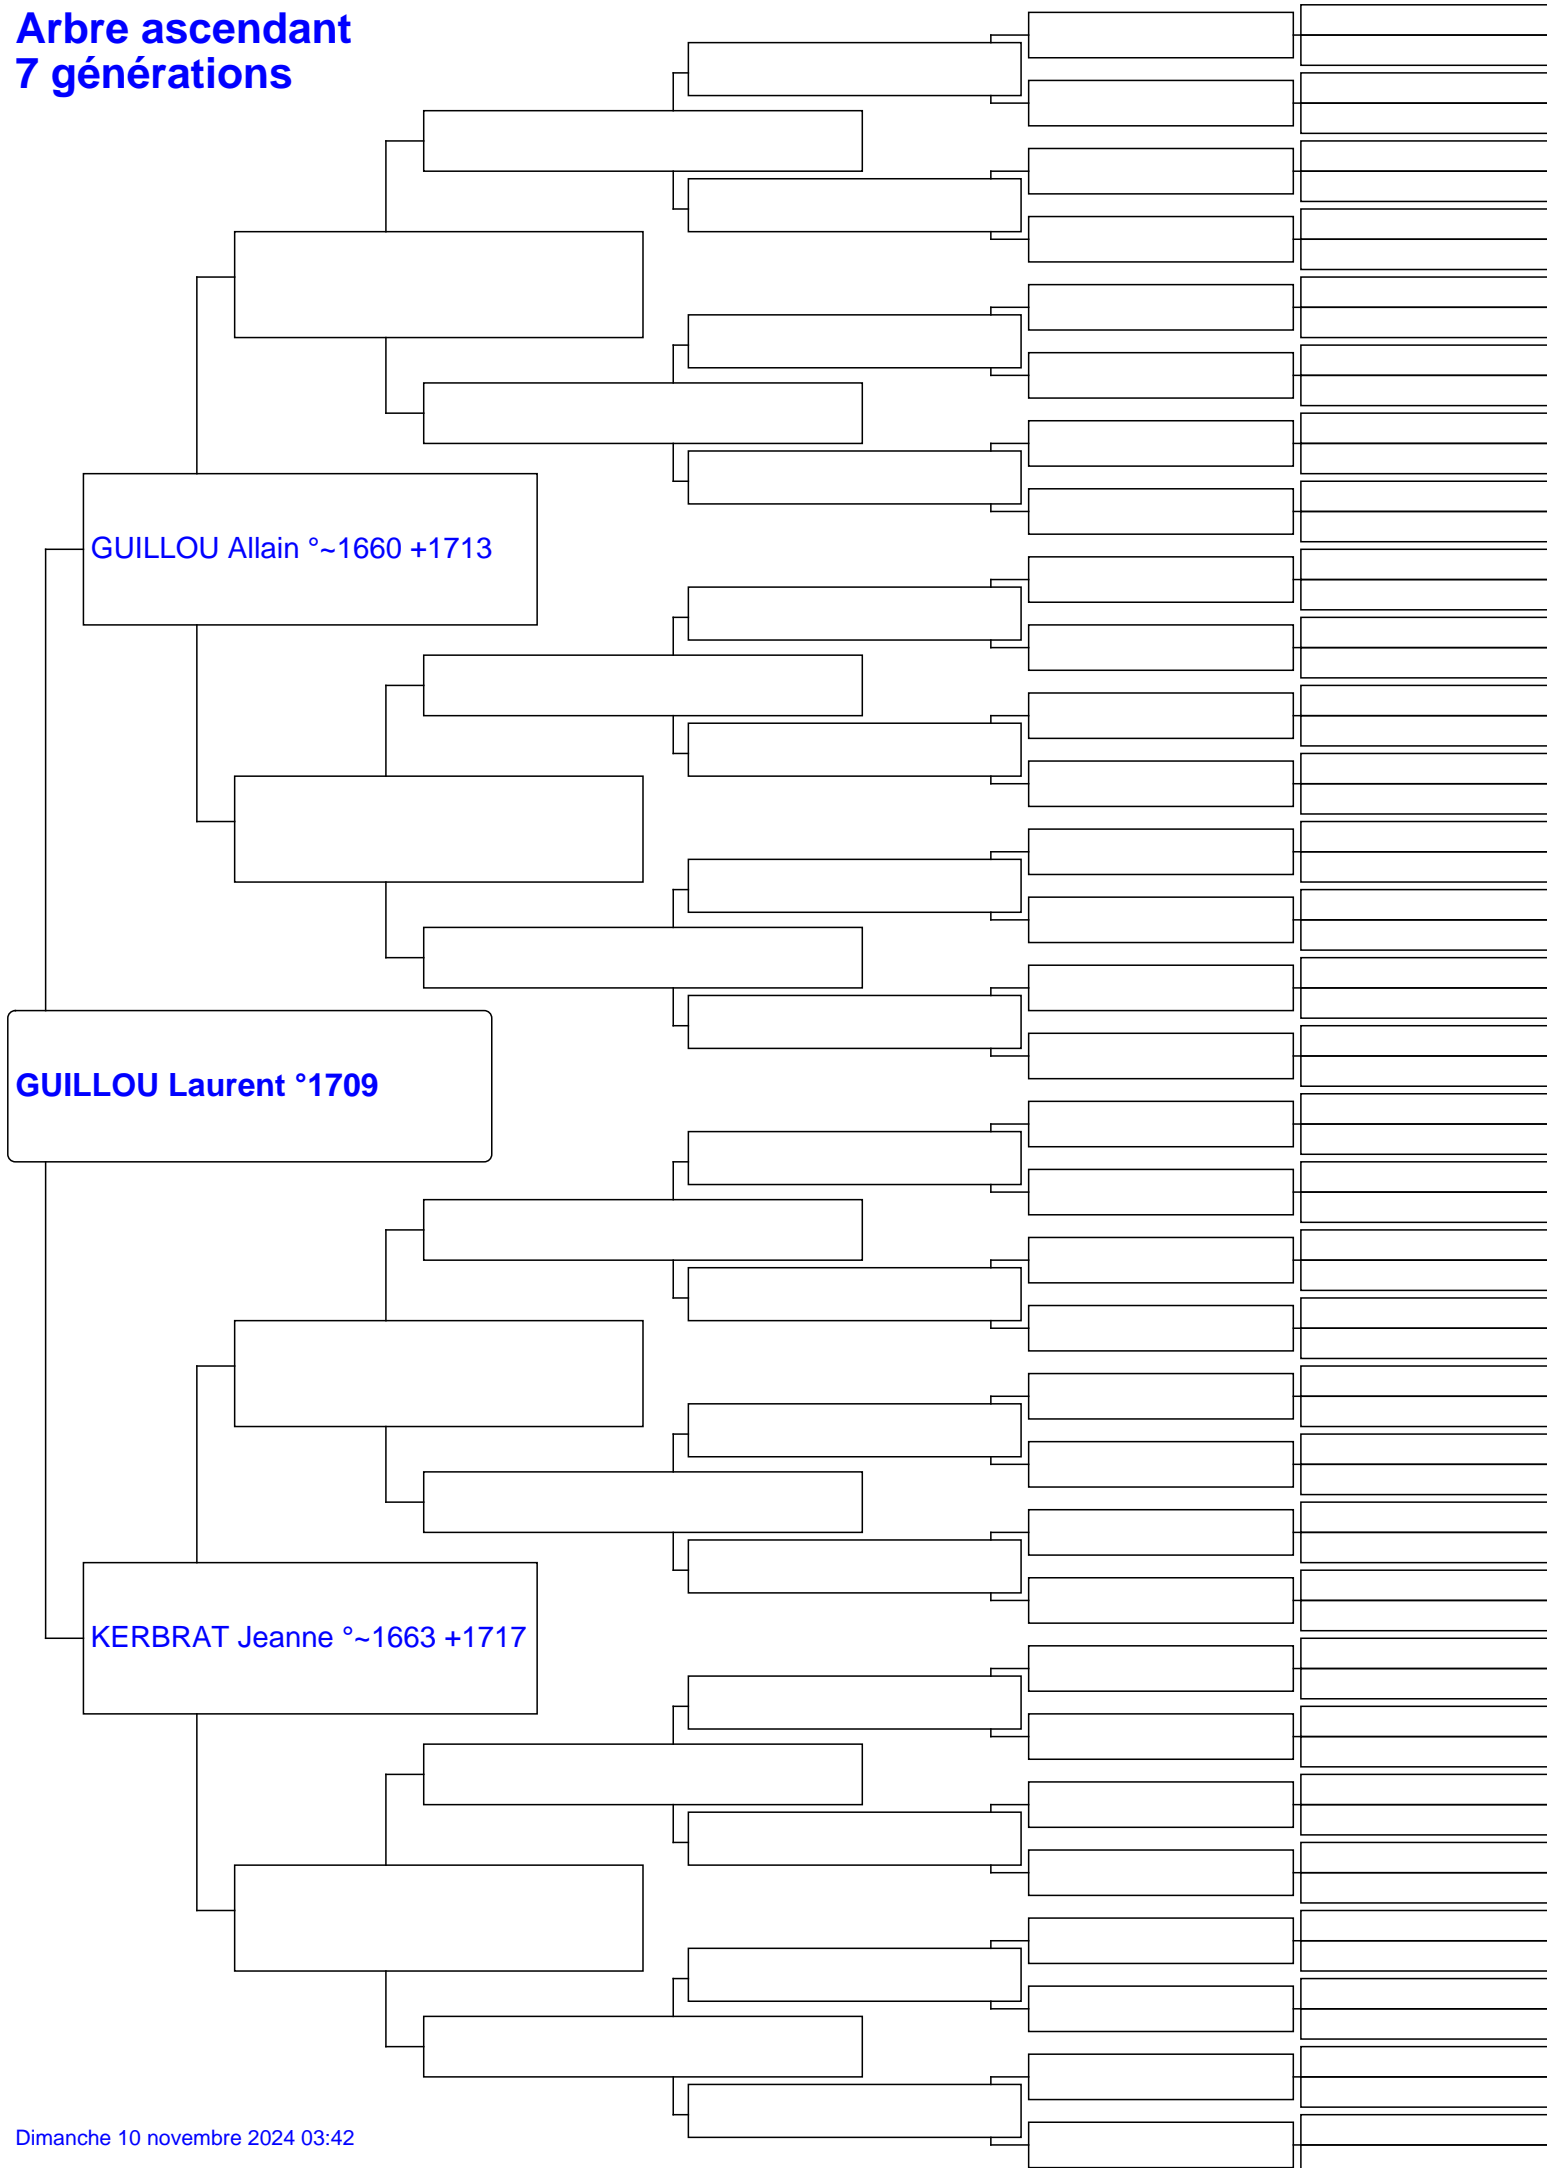 Arbre ascendant
7 générations
GUILLOU Allain °~1660 +1713
GUILLOU Laurent °1709
KERBRAT Jeanne °~1663 +1717
Dimanche 10 novembre 2024 03:42